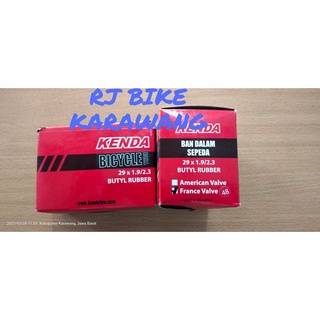 RJ BIKE
KARAWANG
KENDA
BICYCLE
29 x 1.9/2.3
BUTYL RUBBER
KENDA
BAN DALAM
SEPEDA
29 x 1.9/2.3
BUTYL RUBBER
American Valve
France Valve 48